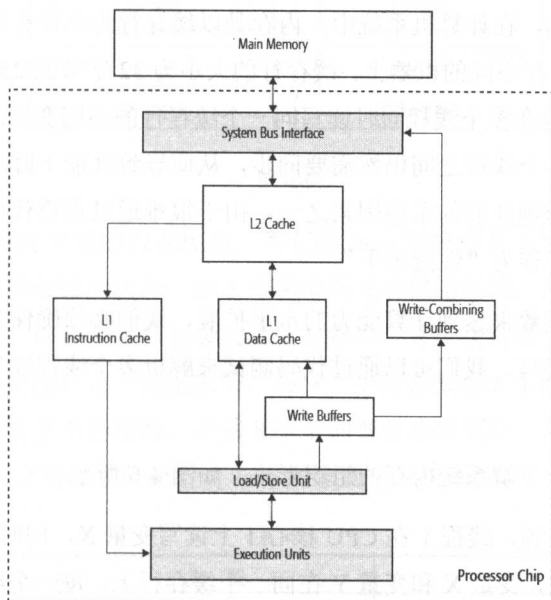 Main Memory
System Bus Interface
L2 Cache
L1
Instruction Cache
L1
Data Cache
Write-Combining
Buffers
Write Buffers
Load/Store Unit
Execution Units
Processor Chip